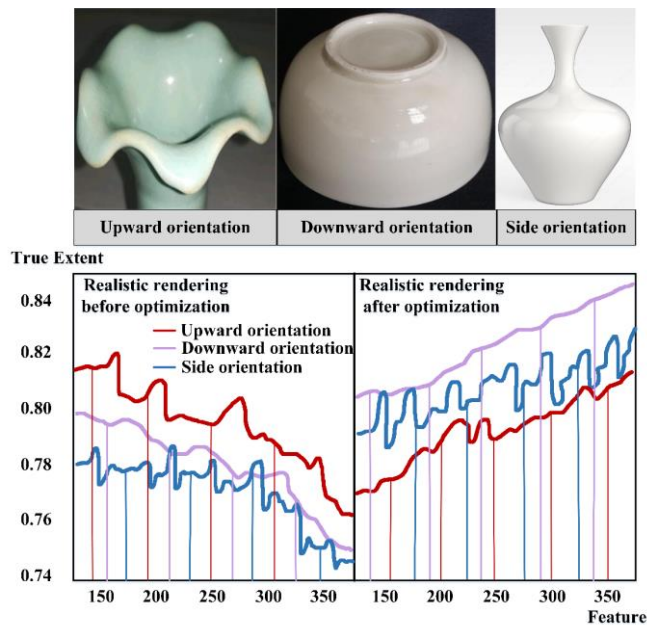 Upward orientation
Downward orientation
Side orientation
True Extent
Realistic rendering
before optimization
Upward orientation
Downward orientation
Side orientation
Realistic rendering
after optimization
0.84
0.82
0.80
0.78
0.76
0.74
150 200 250 300 350 150 200 250 300 350
Feature